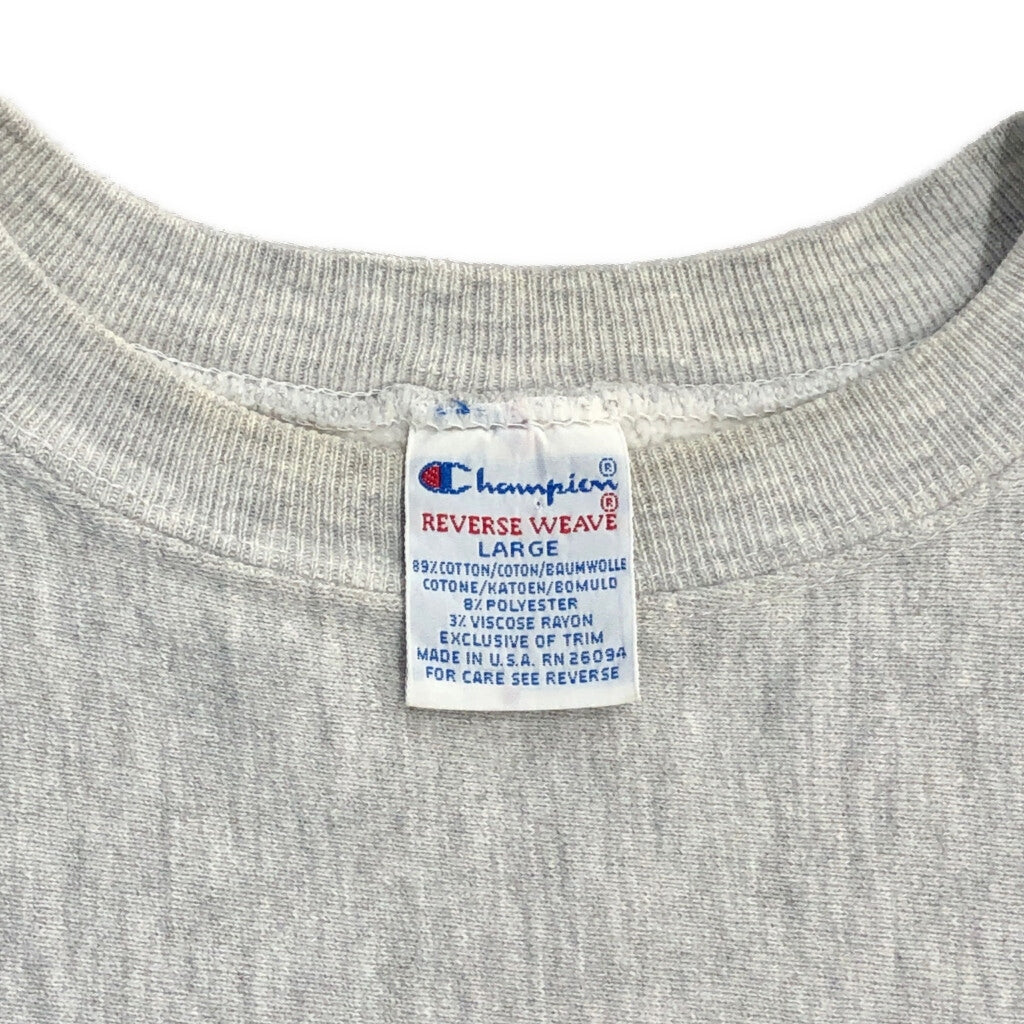 Champion®
REVERSE WEAVE®
LARGE
89% COTTON/COTON/BAUMWOLLE
COTONE/KATOEN/BOMULD
8% POLYESTER
3% VISCOSE RAYON
EXCLUSIVE OF TRIM
MADE IN U.S.A. RN 26094
FOR CARE SEE REVERSE